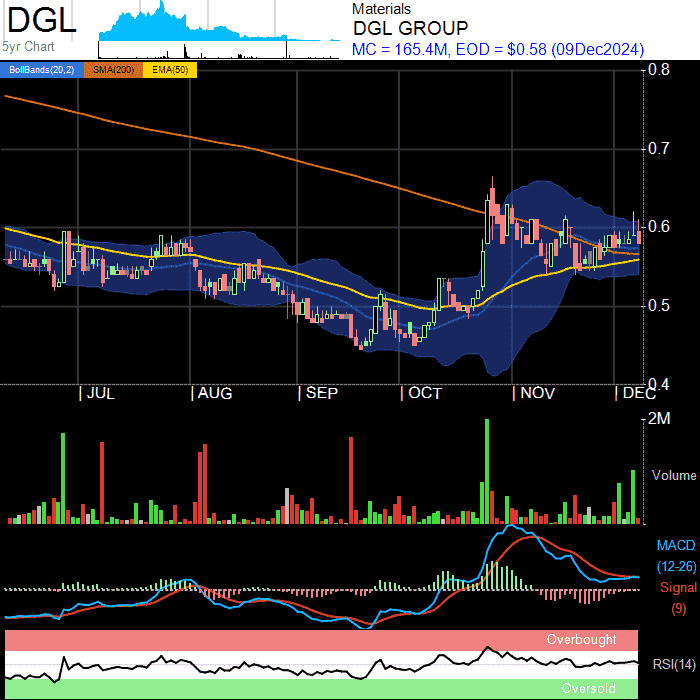 DGL
5yr Chart
Materials
DGL GROUP
MC = 165.4M, EOD = $0.58 (09Dec2024)
BollBands(20,2) SMA(200) EMA(50)
0.8
0.7
0.6
0.5
0.4
JUL AUG SEP OCT NOV DEC
2M
Volume
MACD
(12-26)
Signal
(9)
Overbought
RSI(14)
Oversold